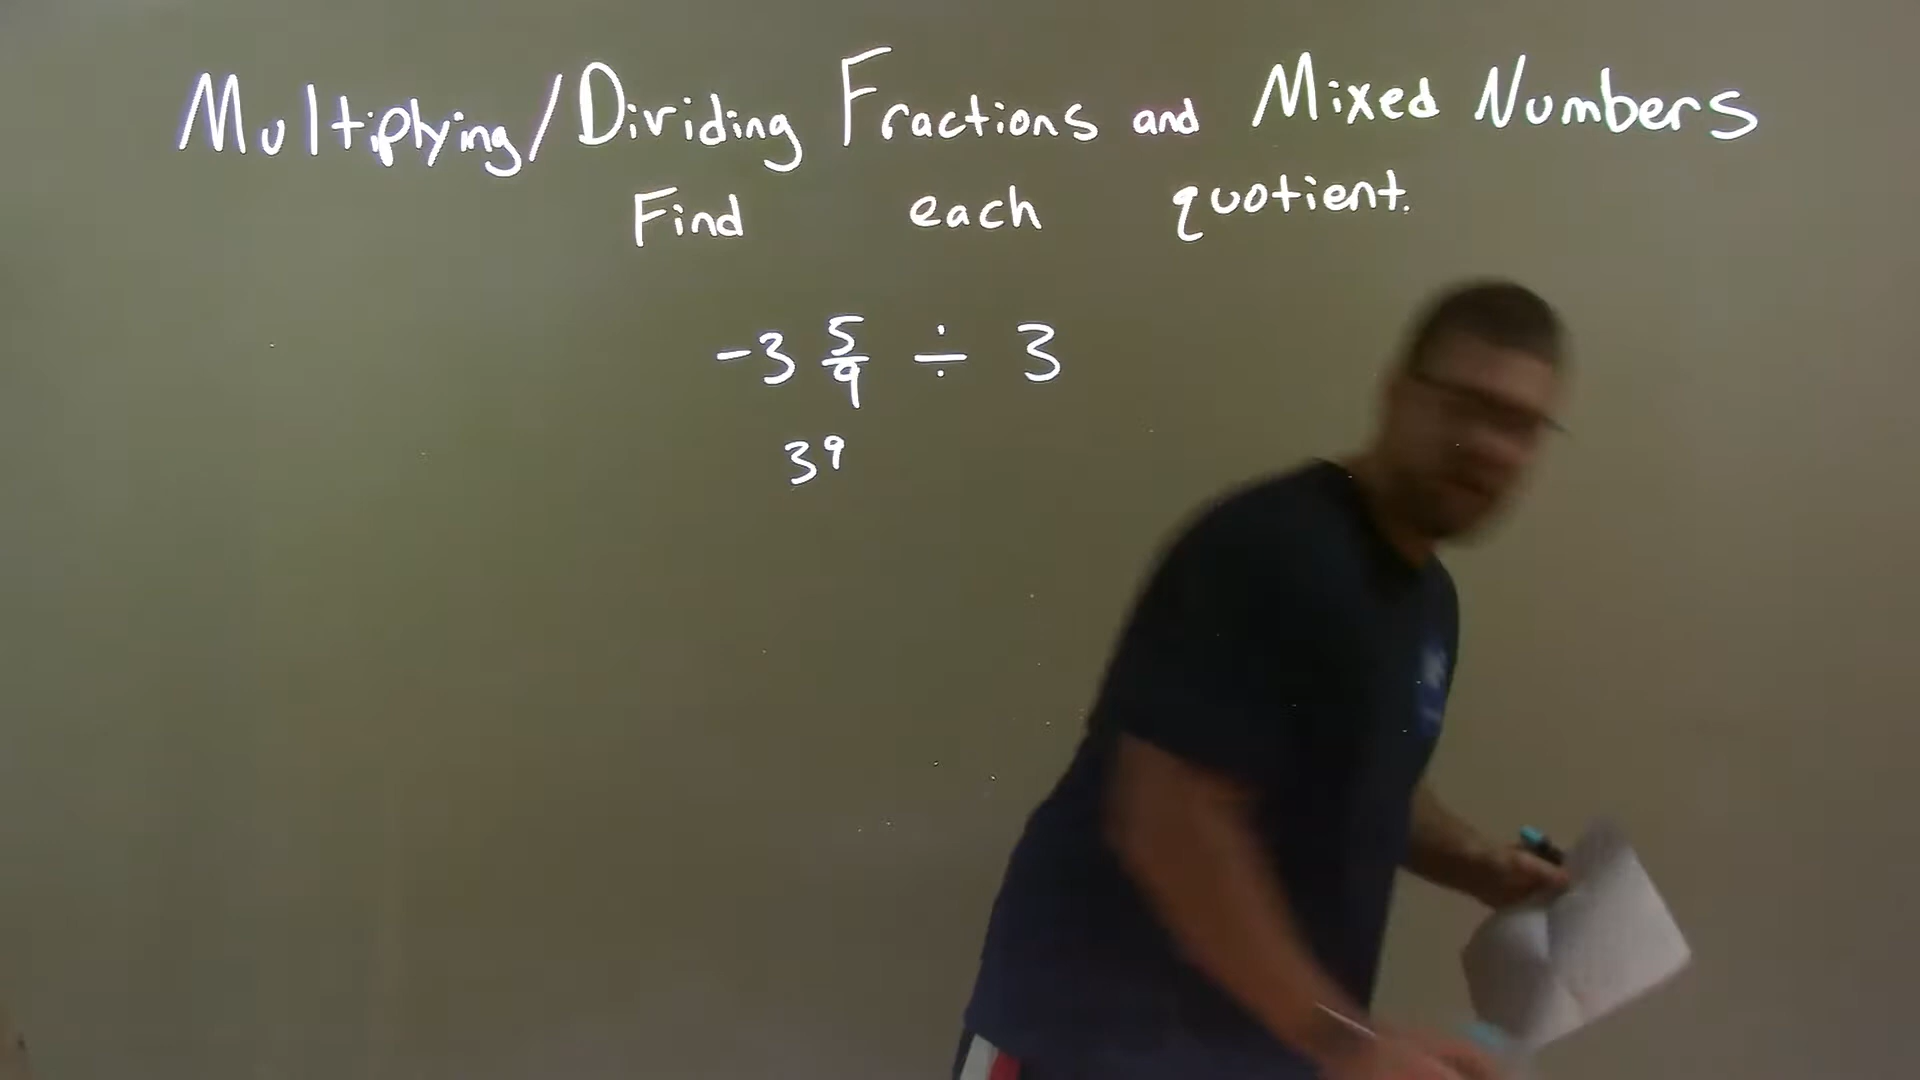 Multiplying/Dividing Fractions and Mixed Numbers
Find each quotient.
-3 5/9 ÷ 3
39